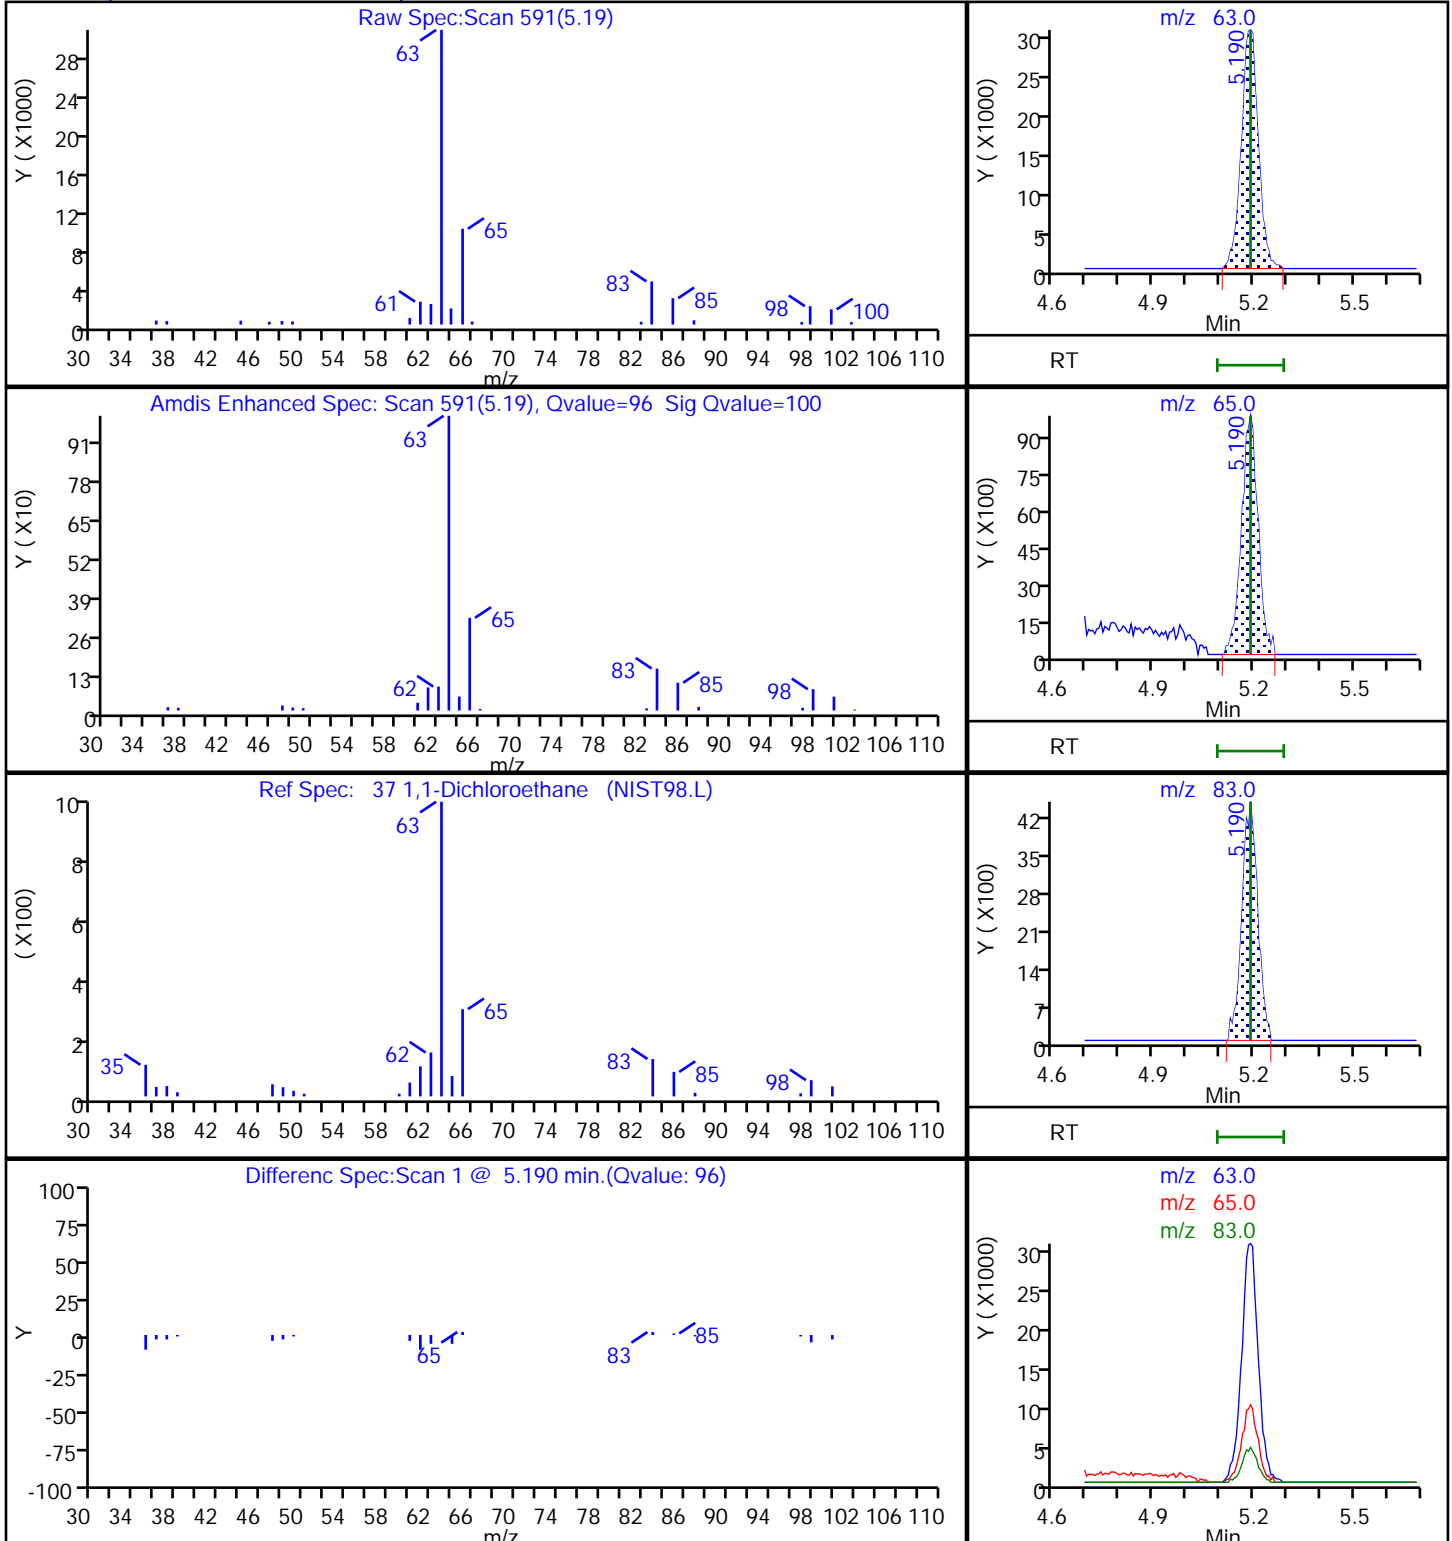 Raw Spec:Scan 591(5.19)
Y ( X1000)
28
24
20
16
12
8
4
0
63
65
61
83
85
98
100
30 34 38 42 46 50 54 58 62 66 70 74 78 82 86 90 94 98 102 106 110
m/z
m/z 63.0
Y ( X1000)
30
25
20
15
10
5
0
5.190
4.6 4.9 5.2 5.5
Min
RT
Amdis Enhanced Spec: Scan 591(5.19), Qvalue=96 Sig Qvalue=100
Y ( X10)
91
78
65
52
39
26
13
0
63
65
62
83
85
98
30 34 38 42 46 50 54 58 62 66 70 74 78 82 86 90 94 98 102 106 110
m/z
m/z 65.0
Y ( X100)
90
75
60
45
30
15
0
5.190
4.6 4.9 5.2 5.5
Min
RT
Ref Spec: 37 1,1-Dichloroethane (NIST98.L)
( X100)
10
8
6
4
2
0
63
65
35
62
83
85
98
30 34 38 42 46 50 54 58 62 66 70 74 78 82 86 90 94 98 102 106 110
m/z
m/z 83.0
Y ( X100)
42
35
28
21
14
7
0
5.190
4.6 4.9 5.2 5.5
Min
RT
Differenc Spec:Scan 1 @ 5.190 min.(Qvalue: 96)
Y
100
75
50
25
0
-25
-50
-75
-100
65
83
85
30 34 38 42 46 50 54 58 62 66 70 74 78 82 86 90 94 98 102 106 110
m/z
m/z 63.0
m/z 65.0
m/z 83.0
Y ( X1000)
30
25
20
15
10
5
0
4.6 4.9 5.2 5.5
Min